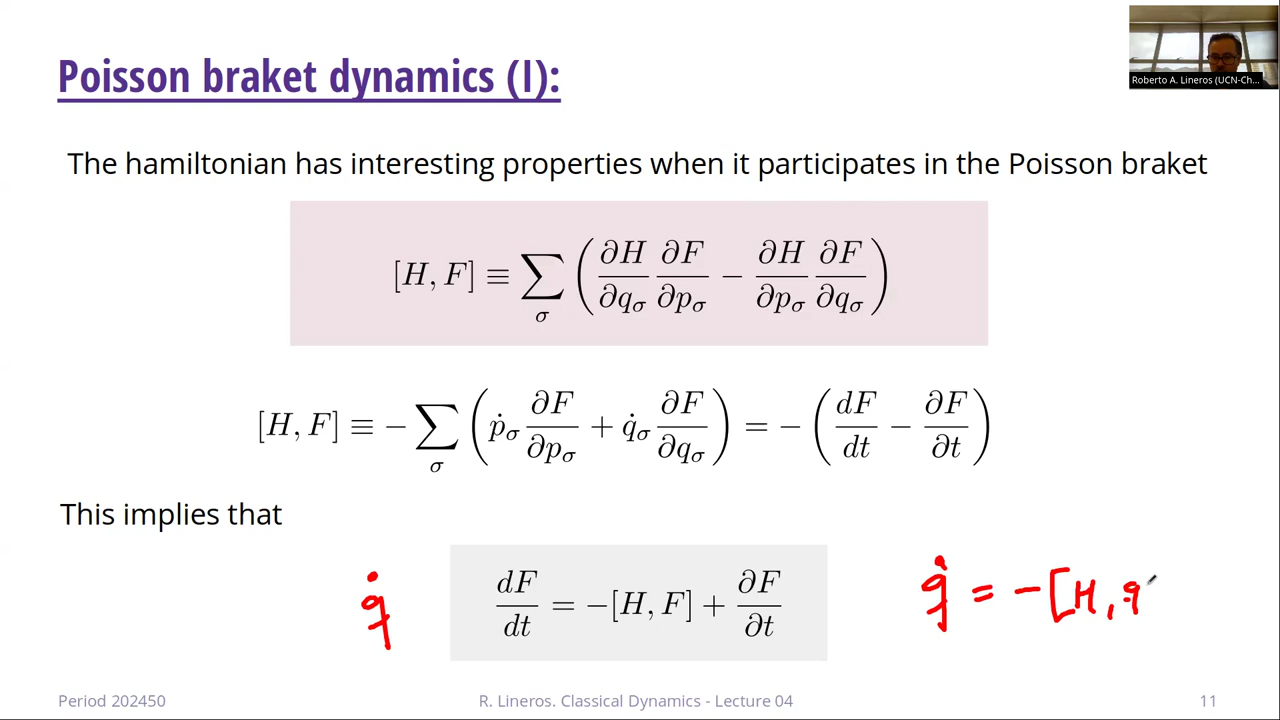 Roberto A. Lineros (UCN-Ch...
Poisson braket dynamics (I):
The hamiltonian has interesting properties when it participates in the Poisson braket
[H, F] ≡ ∑_σ (∂H/∂q_σ ∂F/∂p_σ − ∂H/∂p_σ ∂F/∂q_σ)
[H, F] ≡ − ∑_σ (ṗ_σ ∂F/∂p_σ + q̇_σ ∂F/∂q_σ) = − (dF/dt − ∂F/∂t)
This implies that
q̇ dF/dt = −[H, F] + ∂F/∂t q̇ = −[H, q
Period 202450 R. Lineros. Classical Dynamics - Lecture 04 11